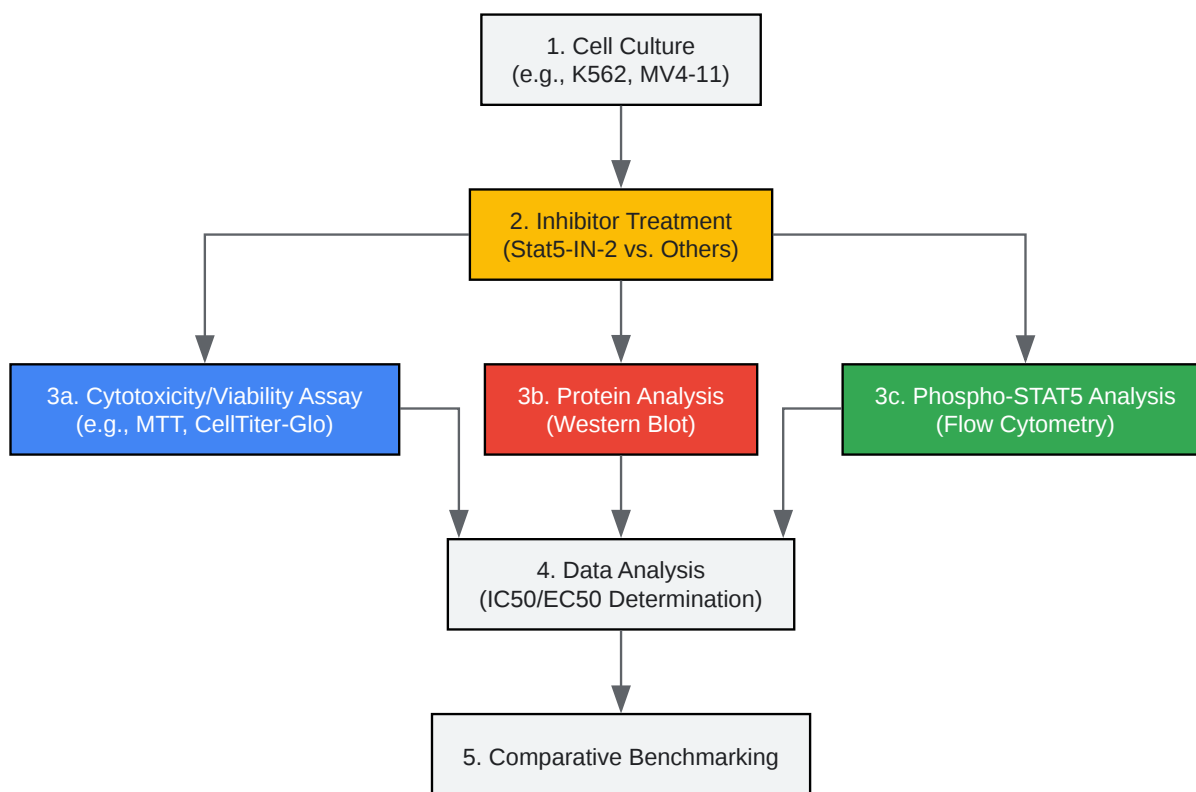 1. Cell Culture
(e.g., K562, MV4-11)
2. Inhibitor Treatment
(Stat5-IN-2 vs. Others)
3a. Cytotoxicity/Viability Assay
(e.g., MTT, CellTiter-Glo)
3b. Protein Analysis
(Western Blot)
3c. Phospho-STAT5 Analysis
(Flow Cytometry)
4. Data Analysis
(IC50/EC50 Determination)
5. Comparative Benchmarking